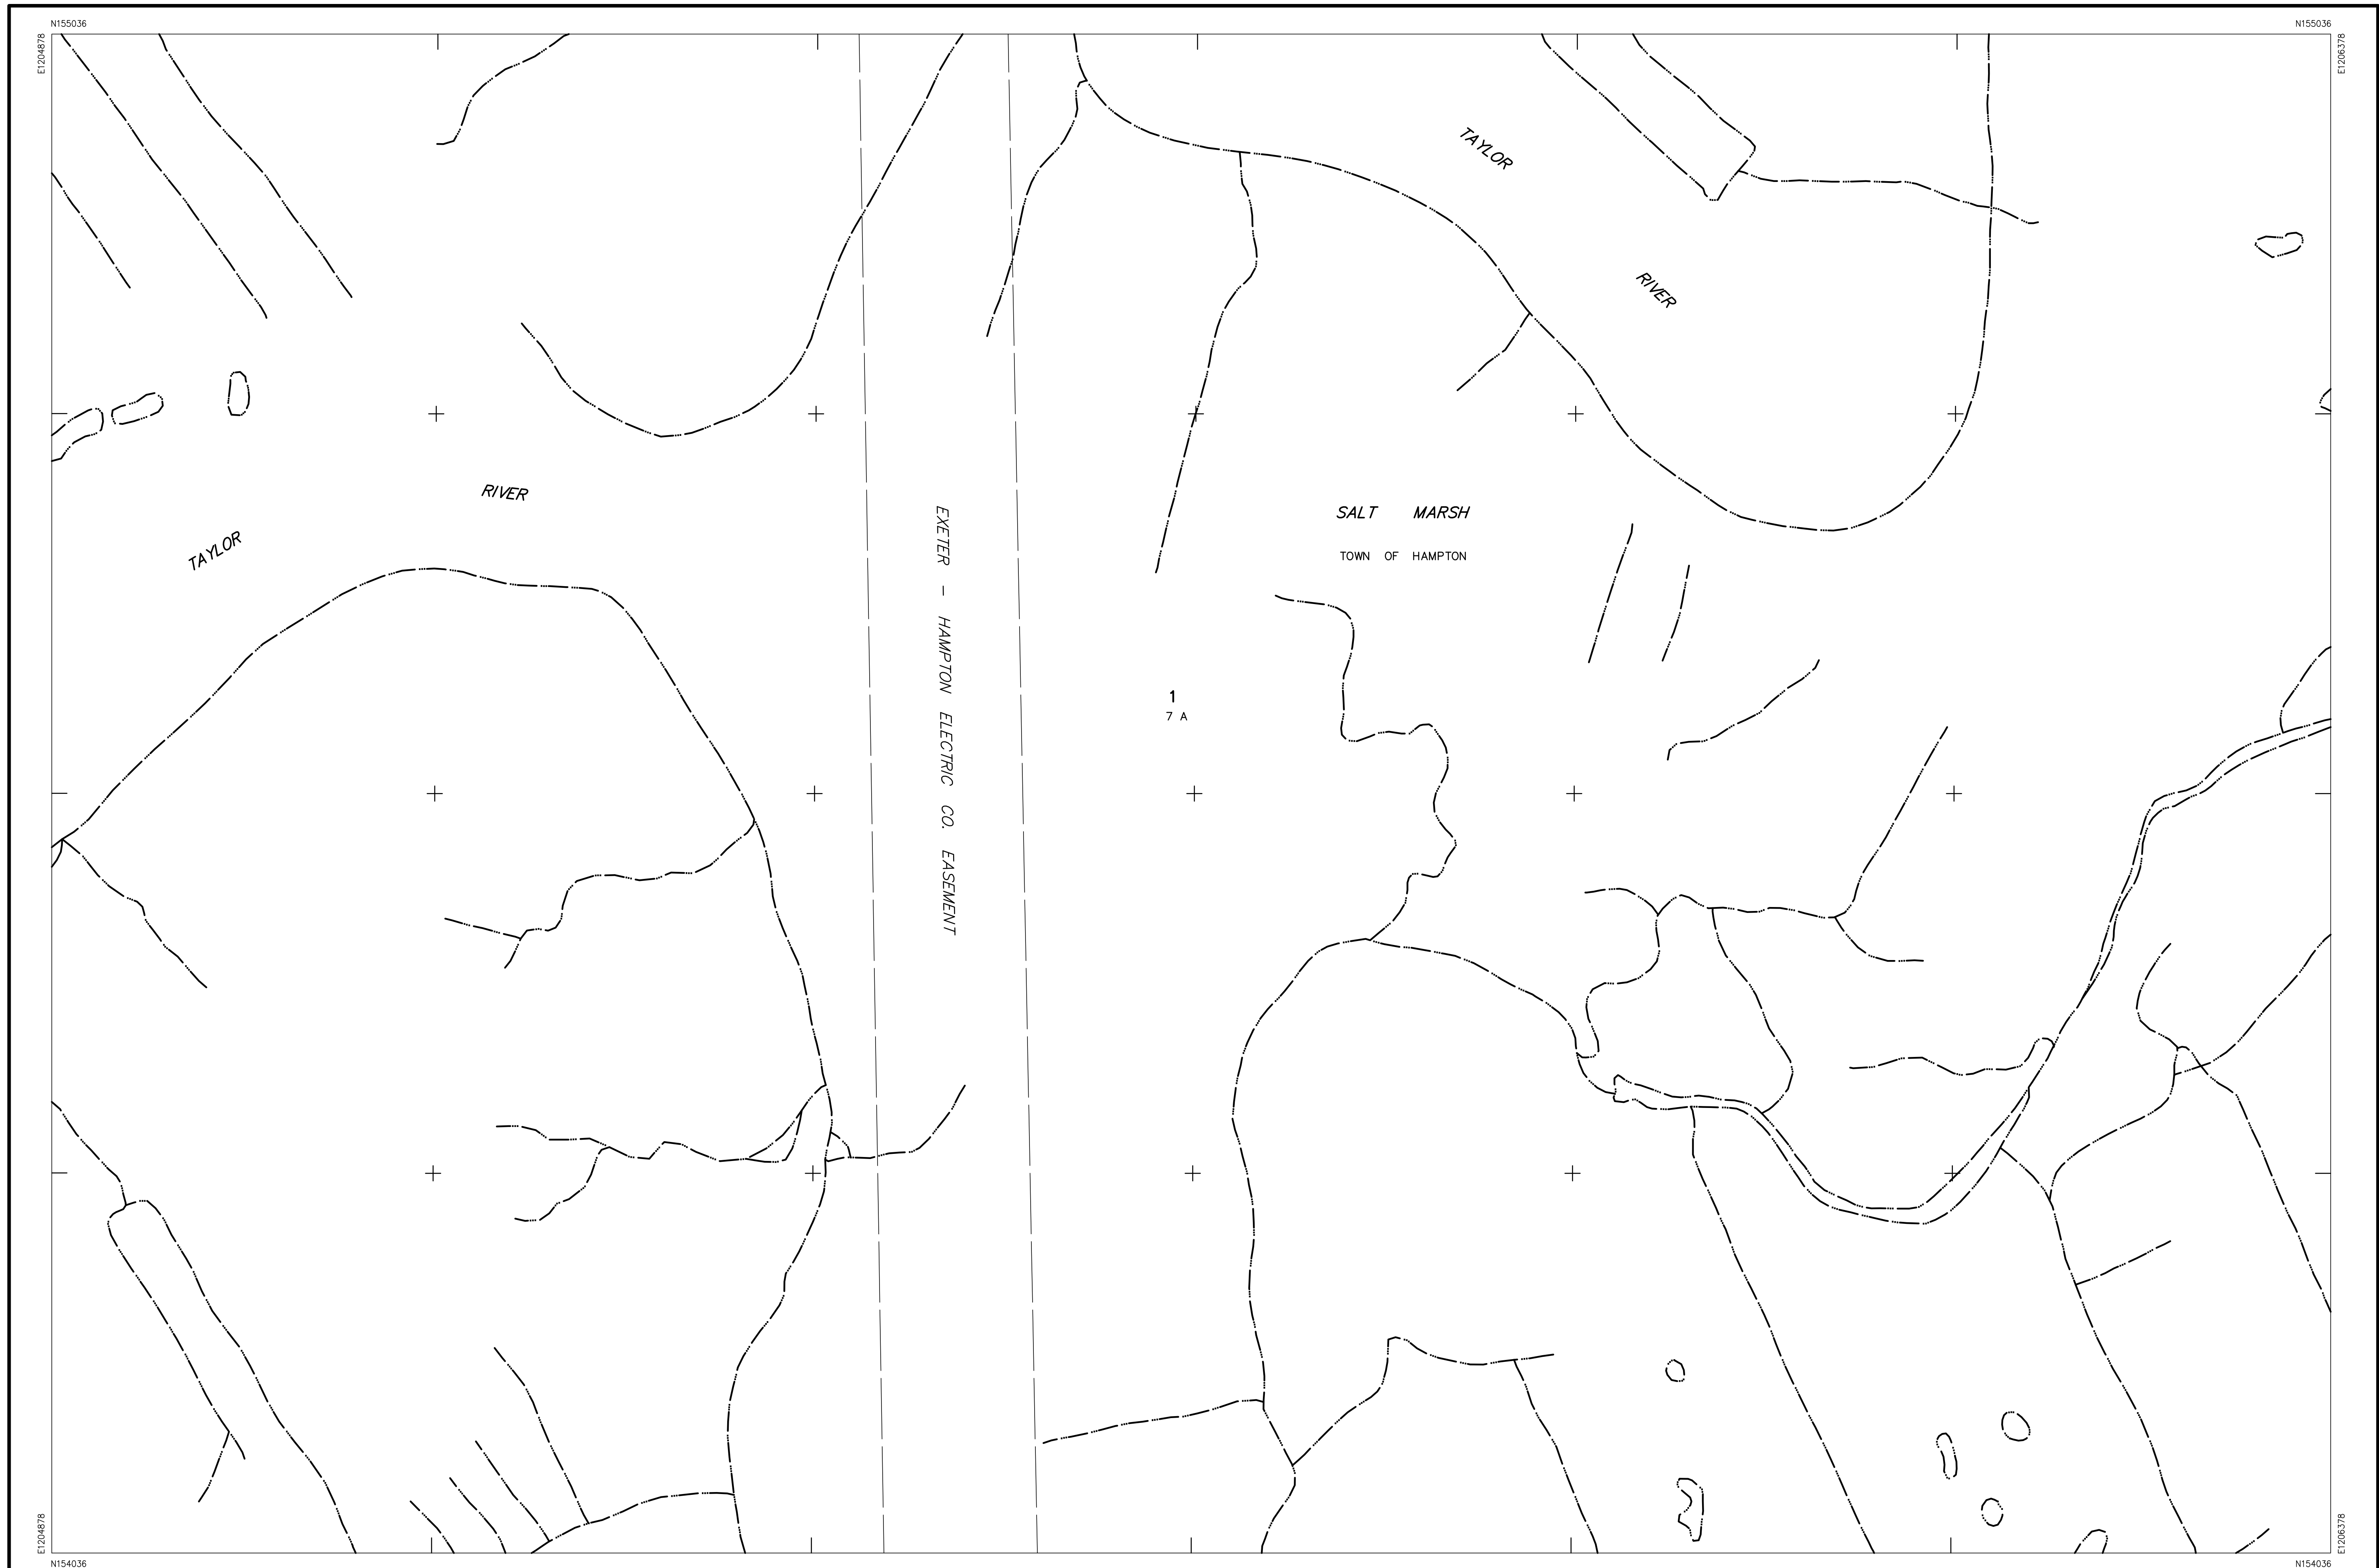 N155036
N155036
E1204878
E1206378
TAYLOR
RIVER
RIVER
TAYLOR
EXETER - HAMPTON ELECTRIC CO. EASEMENT
SALT MARSH
TOWN OF HAMPTON
1
7 A
E1204878
E1206378
N154036
N154036